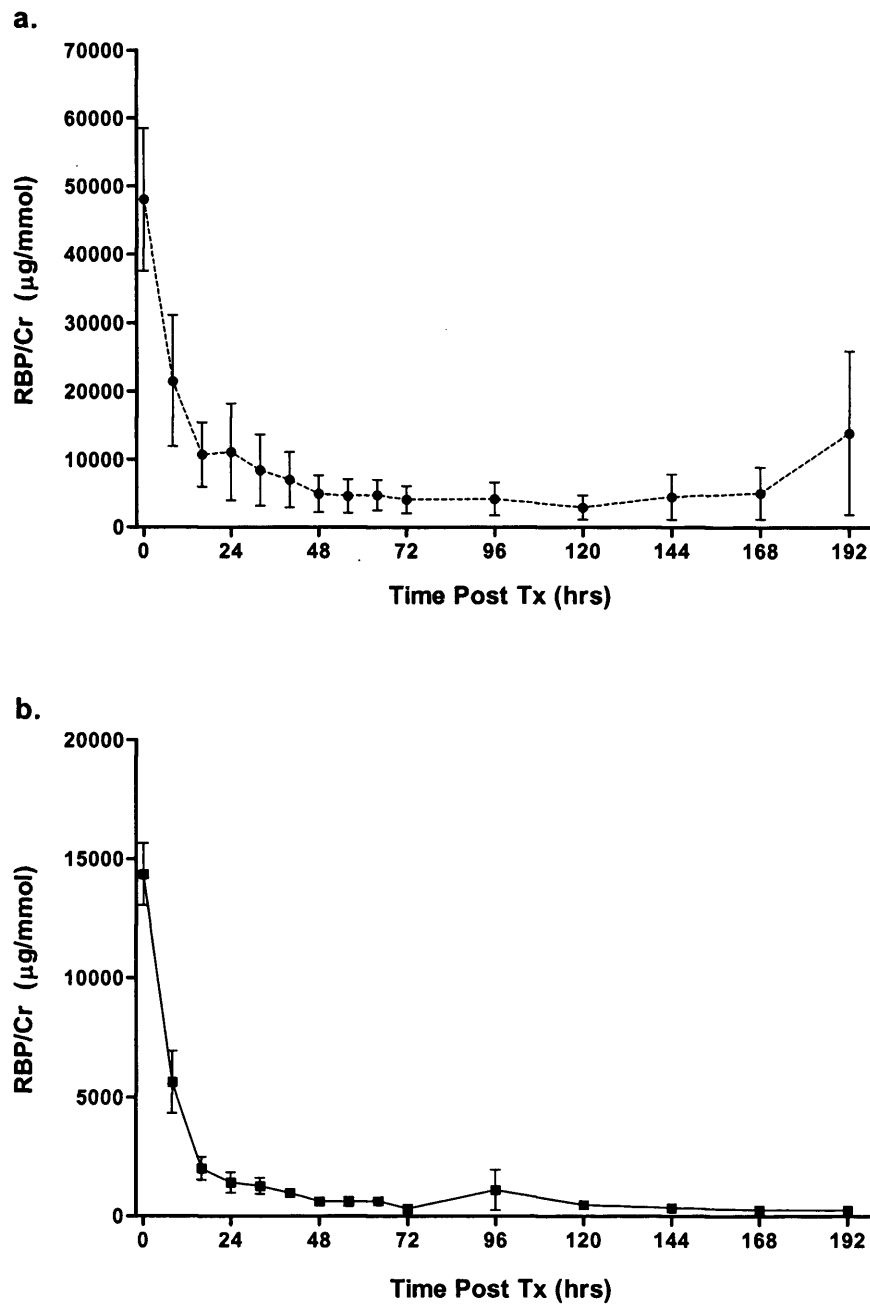 a.
70000
60000
50000
40000
30000
20000
10000
0
RBP/Cr (μg/mmol)
0 24 48 72 96 120 144 168 192
Time Post Tx (hrs)
b.
20000
15000
10000
5000
0
RBP/Cr (μg/mmol)
0 24 48 72 96 120 144 168 192
Time Post Tx (hrs)